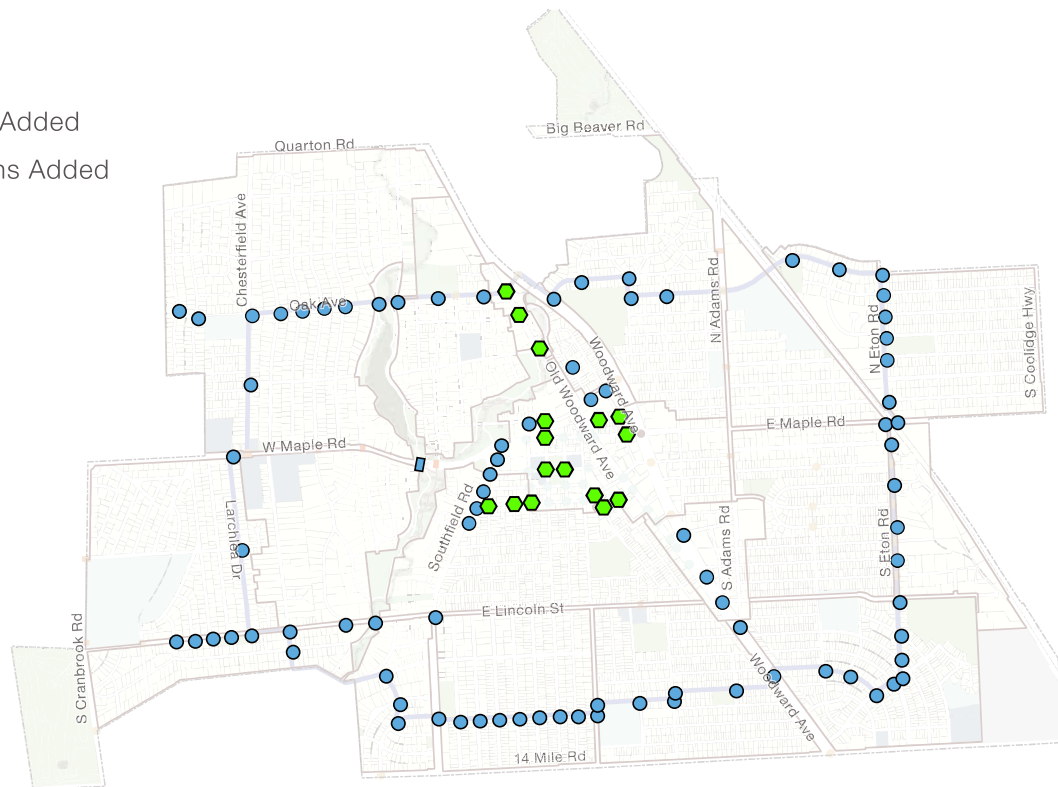 Added
ns Added
Big Beaver Rd
Quarton Rd
Chesterfield Ave
Oak Ave
N Adams Rd
N Eton Rd
S Coolidge Hwy
Woodward Ave
Old Woodward Ave
E Maple Rd
W Maple Rd
Southfield Rd
Larchlea Dr
S Adams Rd
S Eton Rd
E Lincoln St
S Cranbrook Rd
Woodward Ave
14 Mile Rd